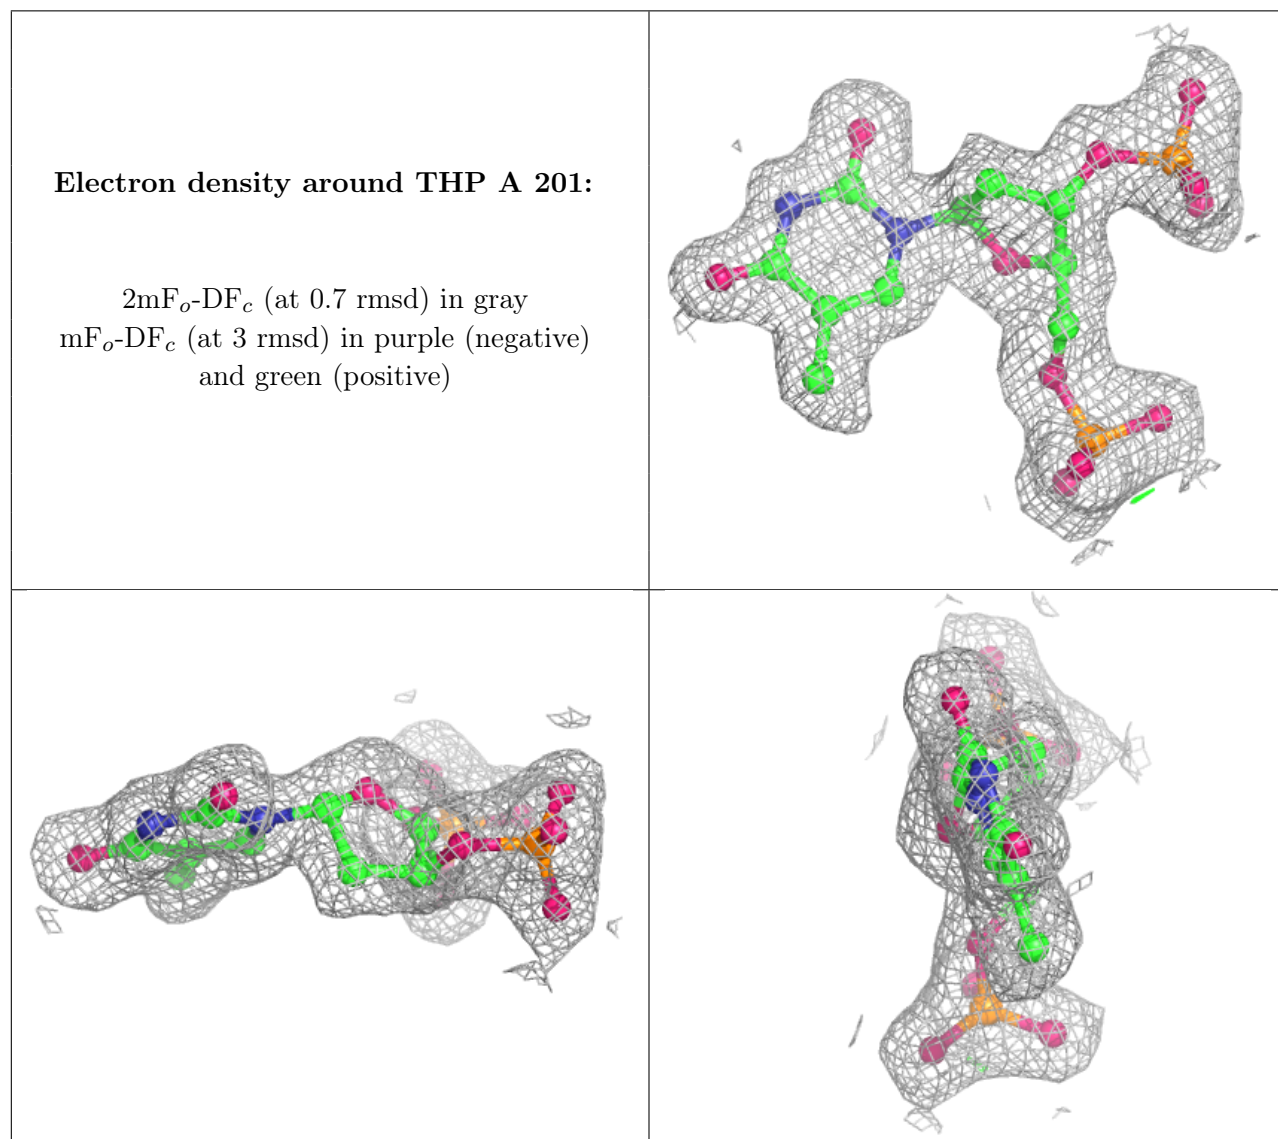 Electron density around THP A 201:
2mFo-DFc (at 0.7 rmsd) in gray
mFo-DFc (at 3 rmsd) in purple (negative)
and green (positive)